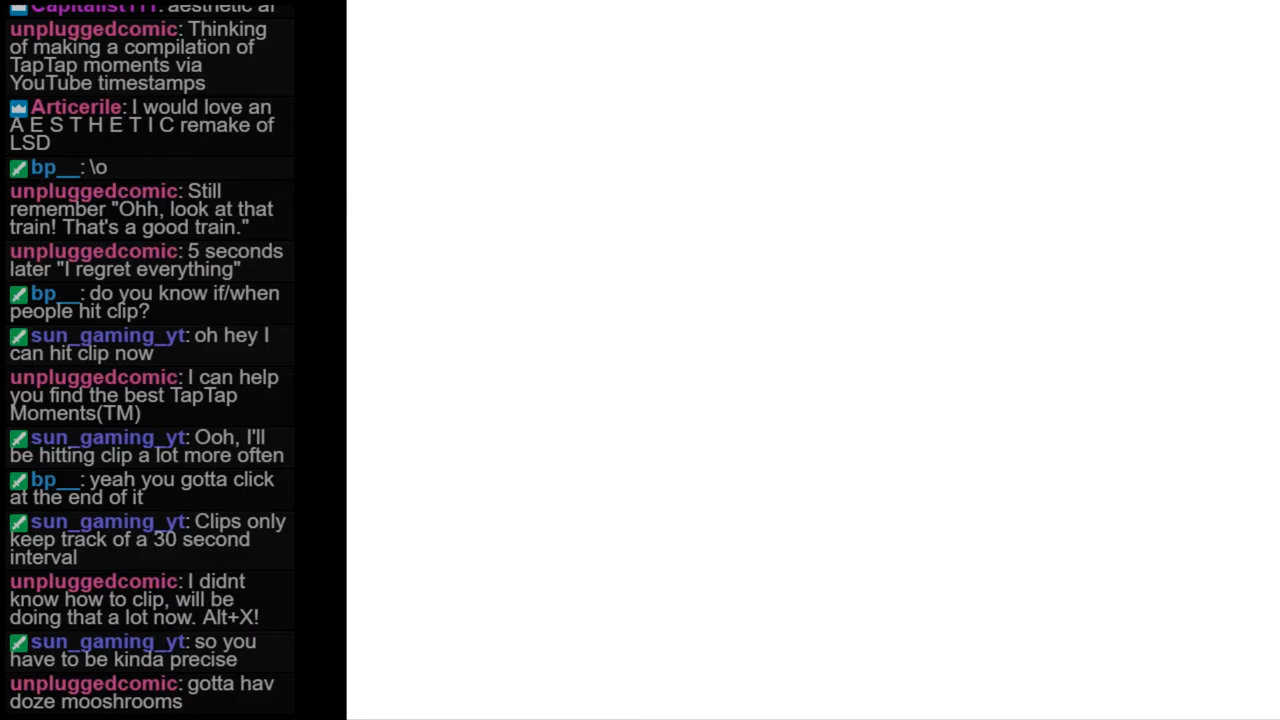 Capitalist111: aesthetic af
unpluggedcomic: Thinking
of making a compilation of
TapTap moments via
YouTube timestamps
Articerile: I would love an
A E S T H E T I C remake of
LSD
bp__: \o
unpluggedcomic: Still
remember "Ohh, look at that
train! That's a good train."
unpluggedcomic: 5 seconds
later "I regret everything"
bp__: do you know if/when
people hit clip?
sun_gaming_yt: oh hey I
can hit clip now
unpluggedcomic: I can help
you find the best TapTap
Moments(TM)
sun_gaming_yt: Ooh, I'll
be hitting clip a lot more often
bp__: yeah you gotta click
at the end of it
sun_gaming_yt: Clips only
keep track of a 30 second
interval
unpluggedcomic: I didnt
know how to clip, will be
doing that a lot now. Alt+X!
sun_gaming_yt: so you
have to be kinda precise
unpluggedcomic: gotta hav
doze mooshrooms